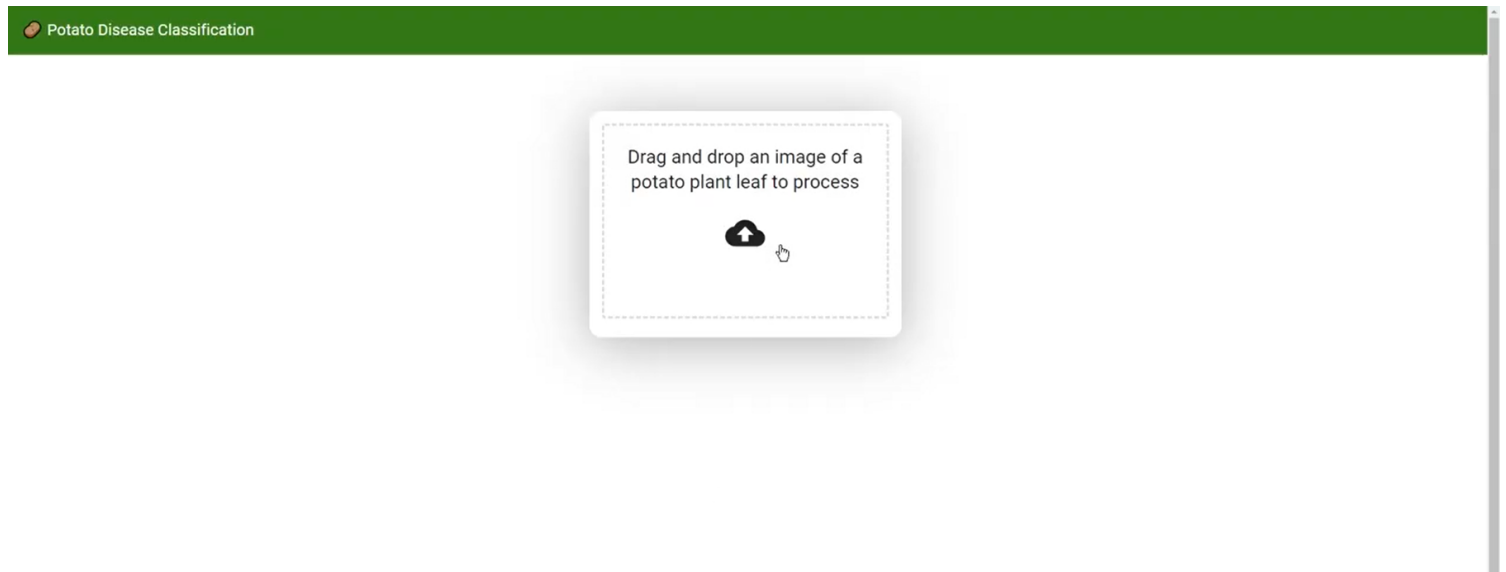 Potato Disease Classification
Drag and drop an image of a
potato plant leaf to process